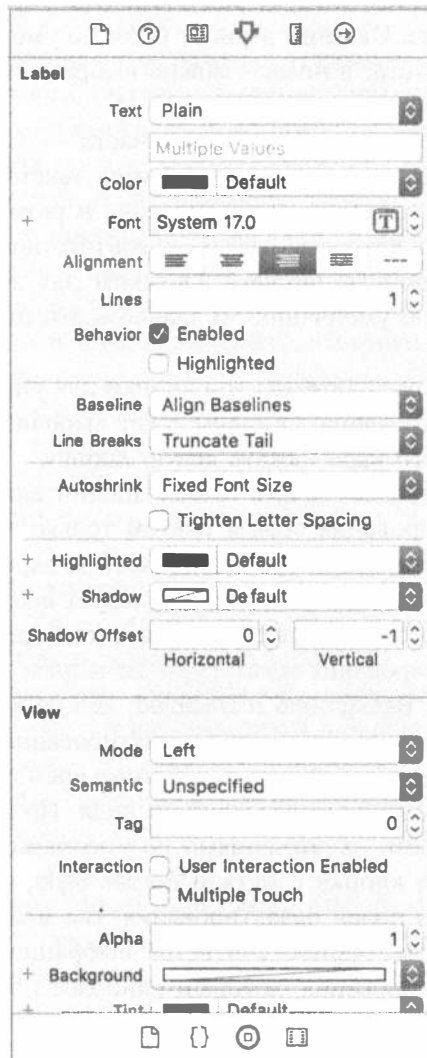 Label
Text Plain
Multiple Values
Color Default
+ Font System 17.0 T
Alignment ---
Lines 1
Behavior Enabled
Highlighted
Baseline Align Baselines
Line Breaks Truncate Tail
Autoshrink Fixed Font Size
Tighten Letter Spacing
+ Highlighted Default
+ Shadow Default
Shadow Offset 0 -1
Horizontal Vertical
View
Mode Left
Semantic Unspecified
Tag 0
Interaction User Interaction Enabled
Multiple Touch
Alpha 1
+ Background
+ Tint Default
{}